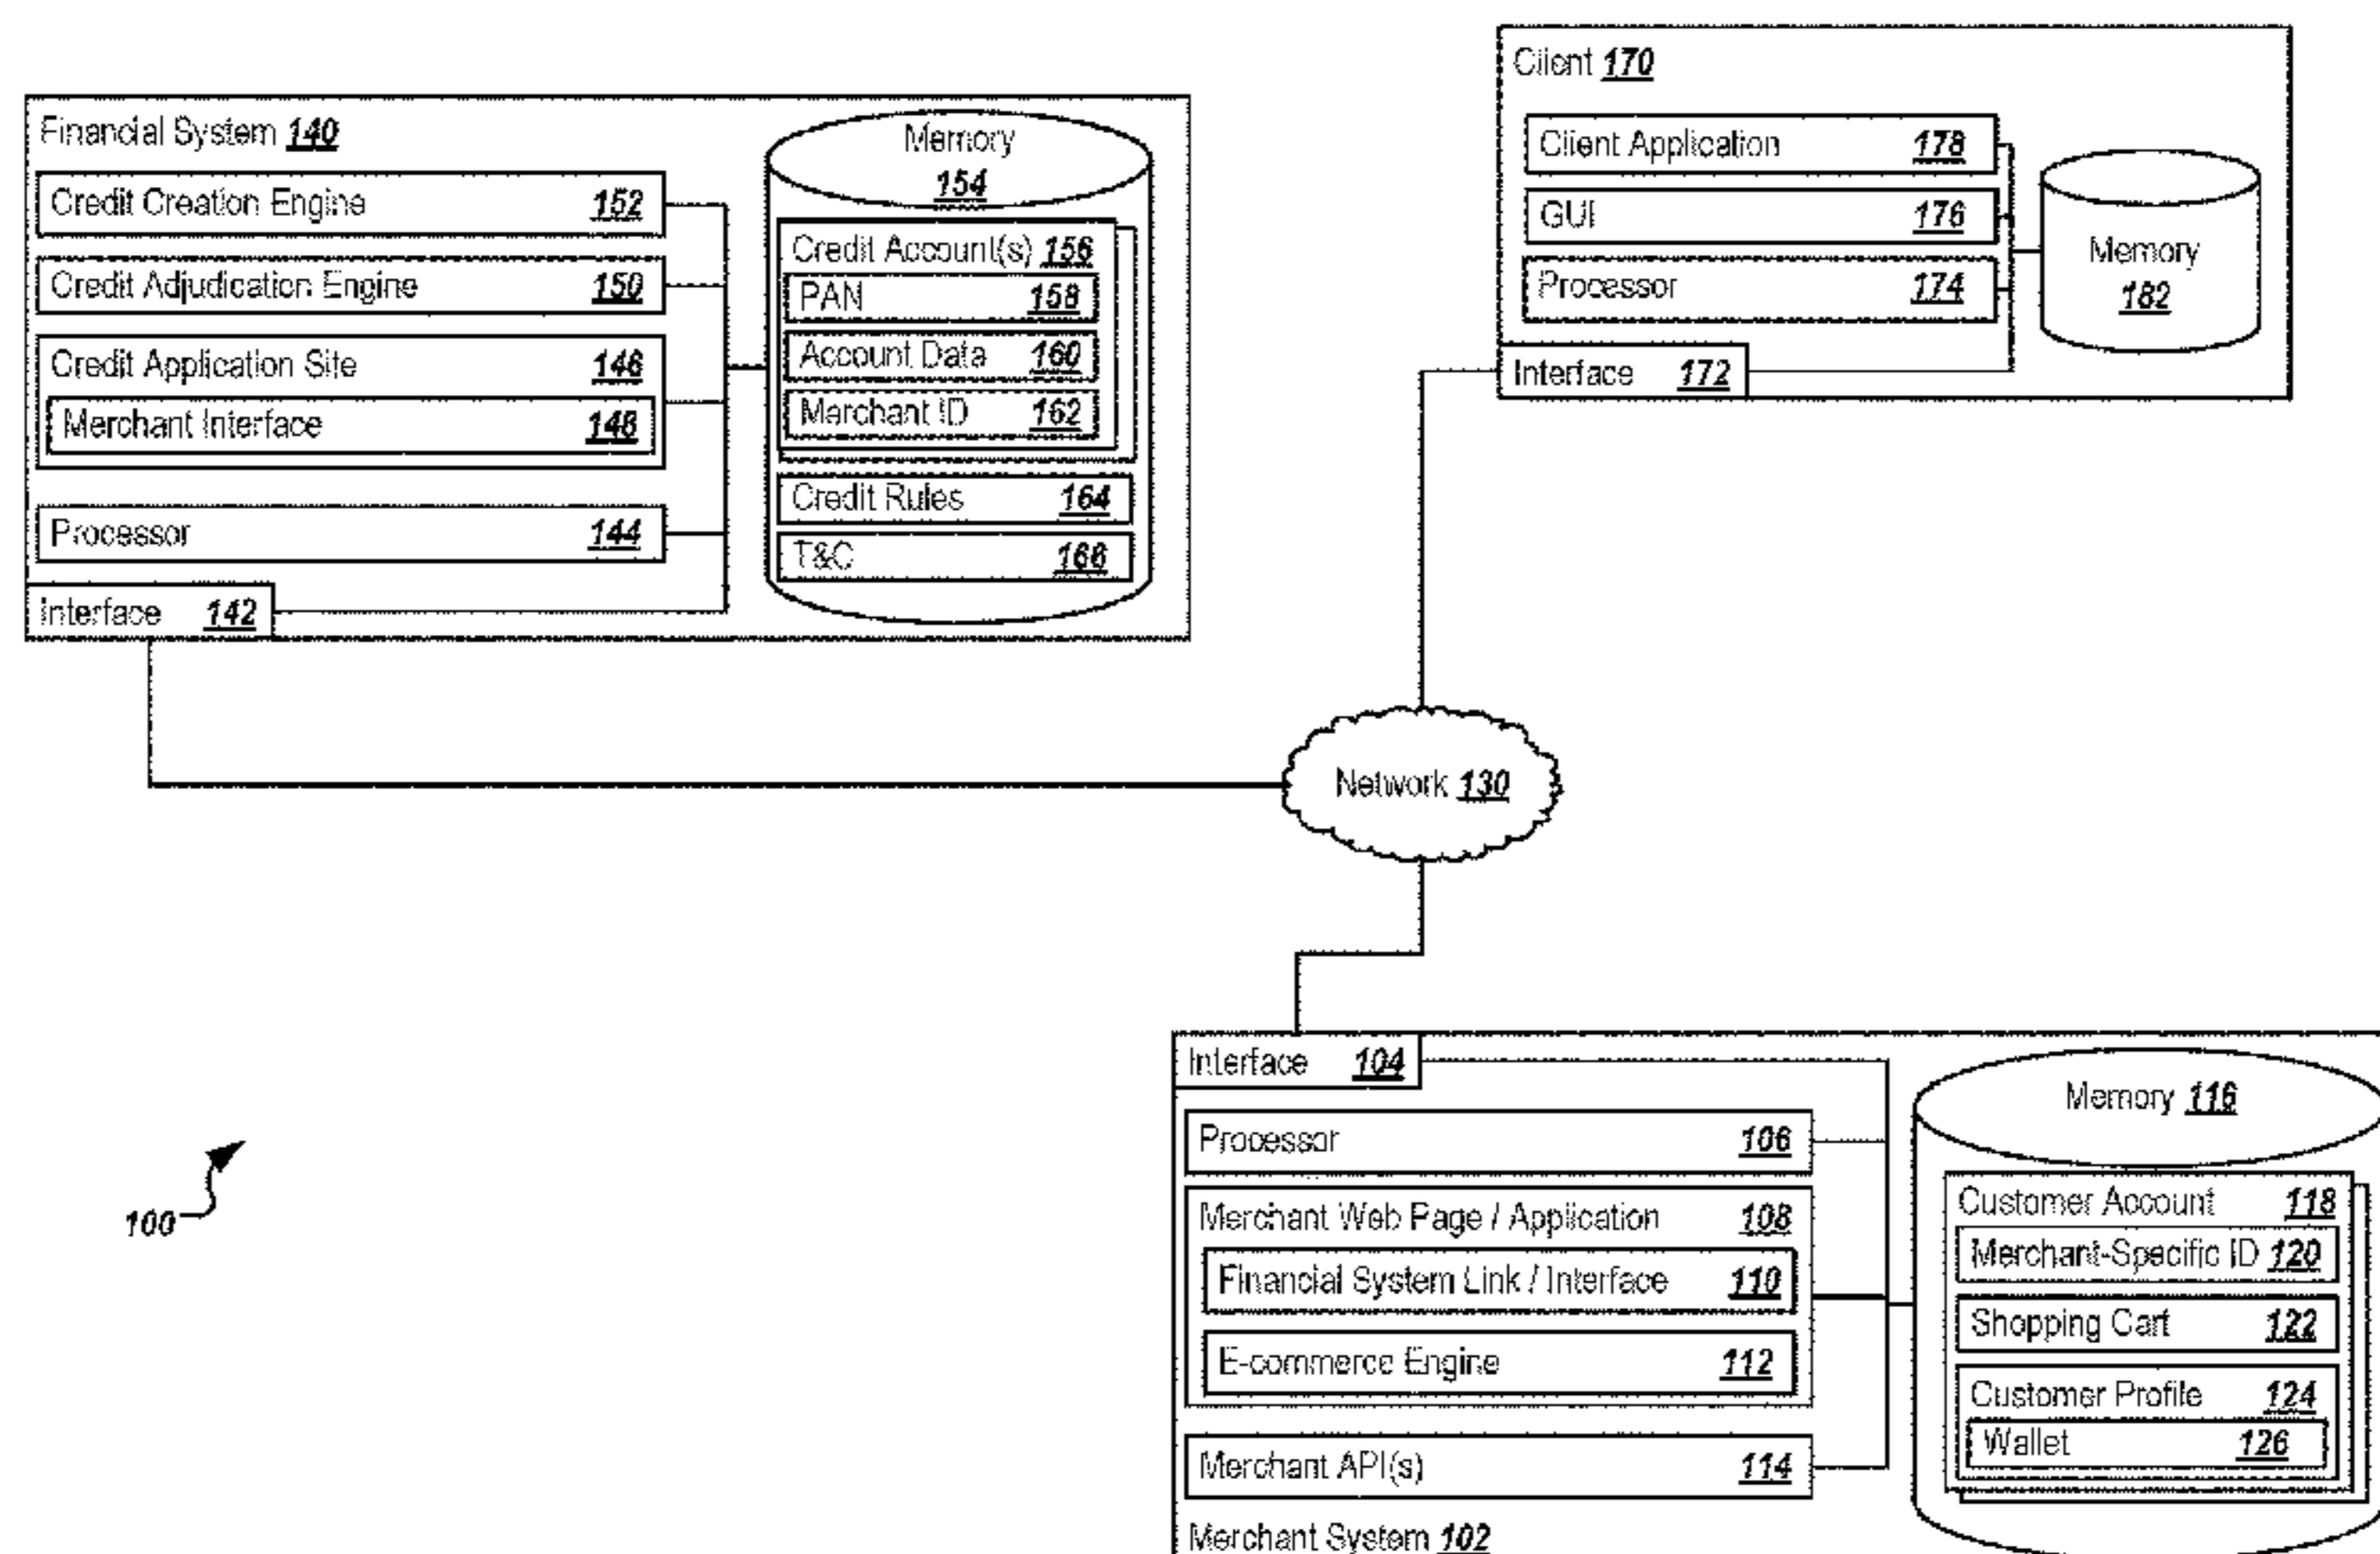 Financial System 140
Credit Creation Engine 152
Credit Adjudication Engine 150
Credit Application Site 146
Merchant Interface 148
Processor 144
Interface 142
Memory
154
Credit Account(s) 156
PAN 158
Account Data 160
Merchant ID 162
Credit Rules 164
T&C 166
Client 170
Client Application 178
GUI 176
Processor 174
Interface 172
Memory
182
Network 130
100
Interface 104
Processor 106
Merchant Web Page / Application 108
Financial System Link / Interface 110
E-commerce Engine 112
Merchant API(s) 114
Merchant System 102
Memory 116
Customer Account 118
Merchant-Specific ID 120
Shopping Cart 122
Customer Profile 124
Wallet 126